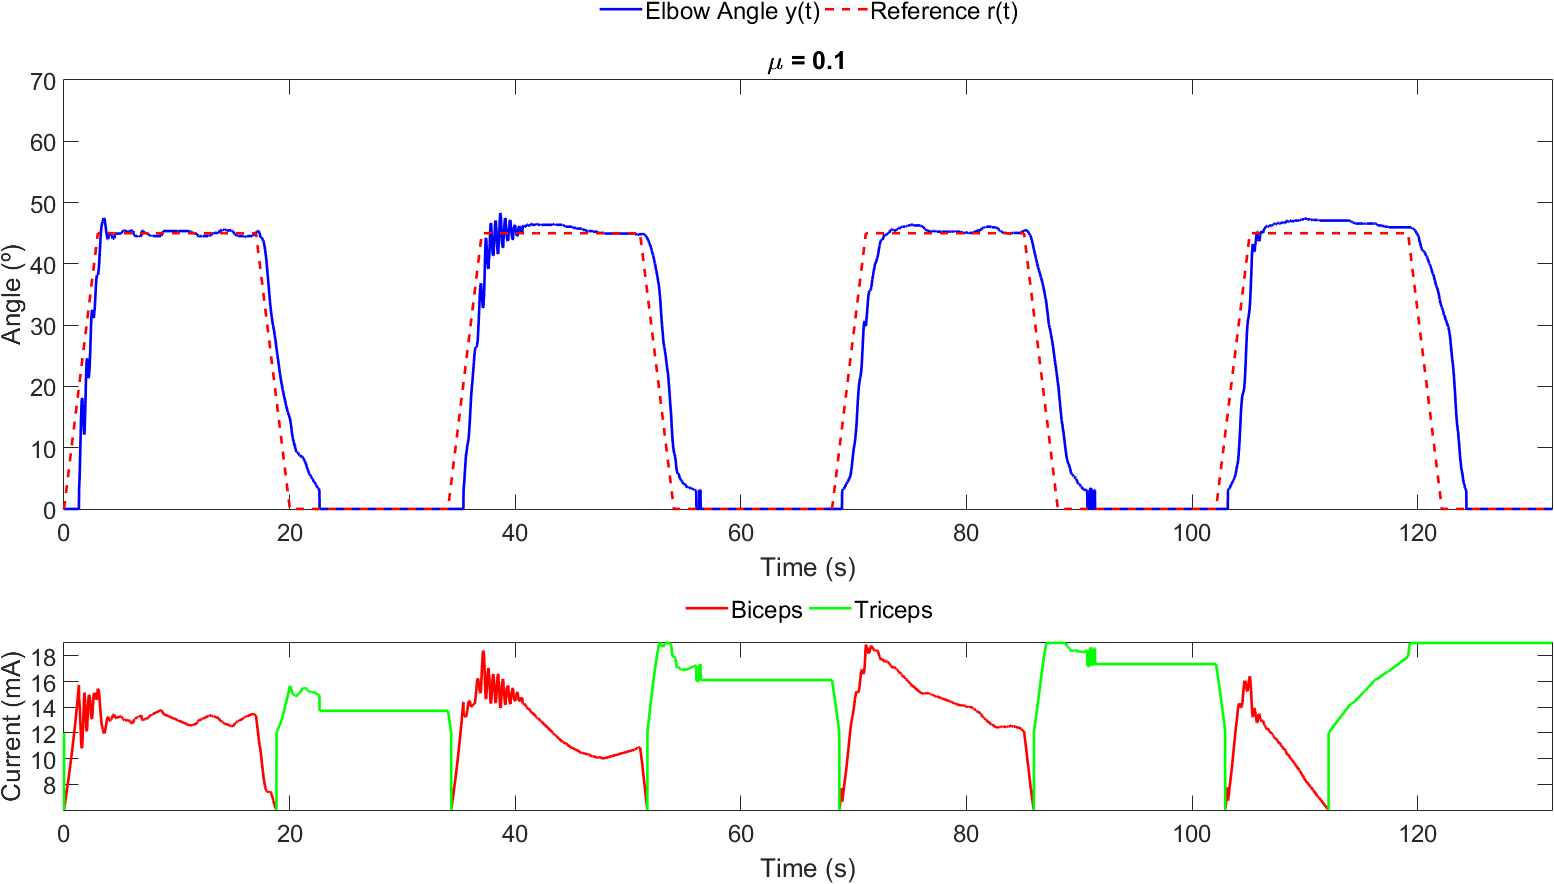 Elbow Angle y(t) Reference r(t)
μ = 0.1
70
60
50
40
30
20
10
0
Angle (º)
0 20 40 60 80 100 120
Time (s)
Biceps Triceps
18
16
14
12
10
8
Current (mA)
0 20 40 60 80 100 120
Time (s)